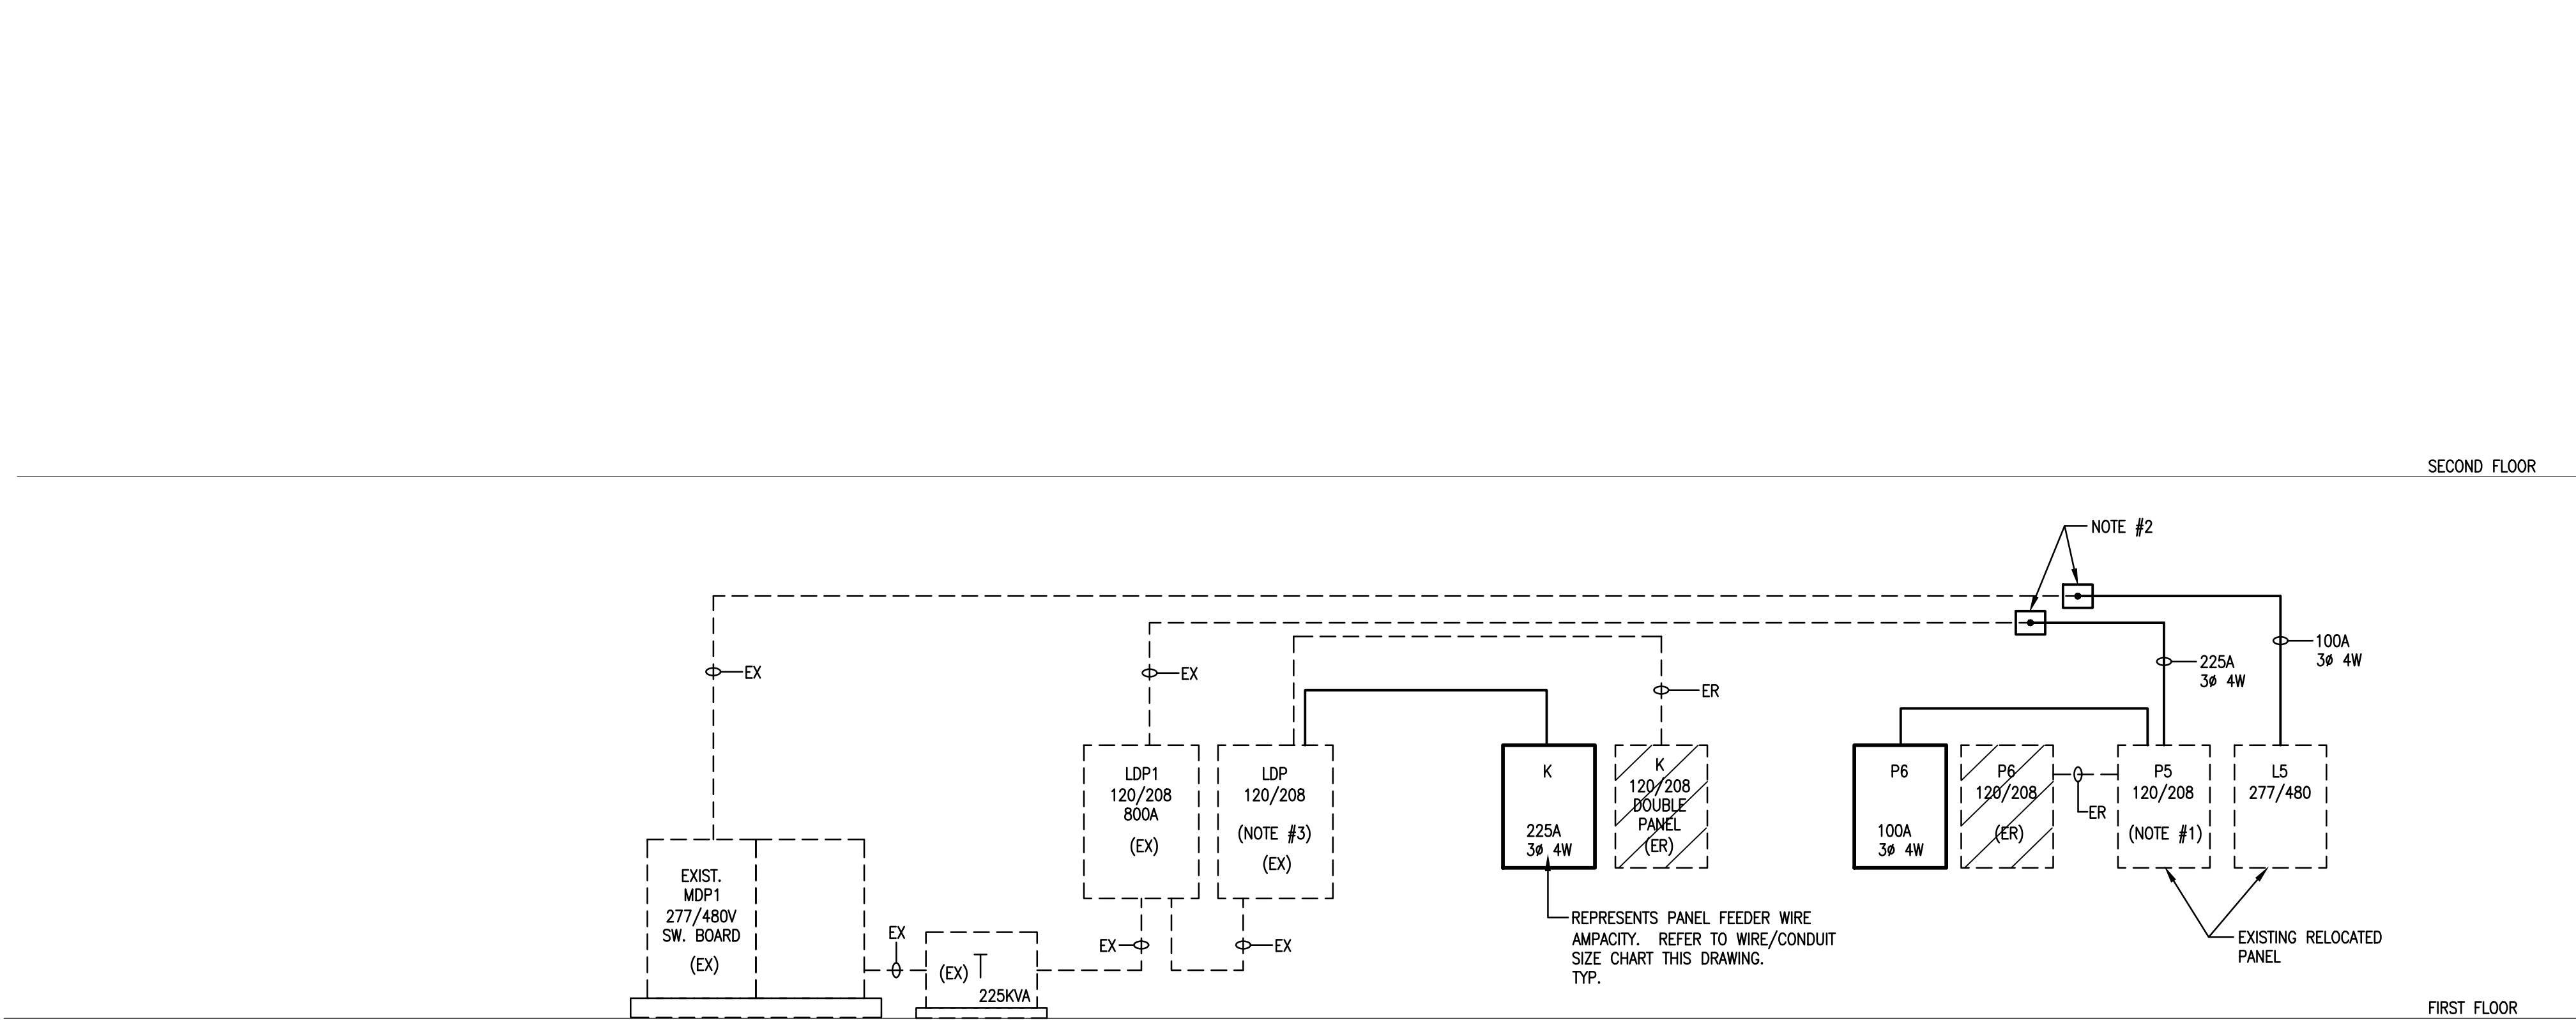 SECOND FLOOR
NOTE #2
EX
EX
ER
225A
3ø 4W
100A
3ø 4W
EXIST.
MDP1
277/480V
SW. BOARD
(EX)
EX
(EX)
T
225KVA
LDP1
120/208
800A
(EX)
EX
LDP
120/208
(NOTE #3)
(EX)
EX
K
225A
3ø 4W
K
120/208
DOUBLE
PANEL
(ER)
REPRESENTS PANEL FEEDER WIRE
AMPACITY. REFER TO WIRE/CONDUIT
SIZE CHART THIS DRAWING.
TYP.
P6
100A
3ø 4W
P6
120/208
(ER)
ER
P5
120/208
(NOTE #1)
L5
277/480
EXISTING RELOCATED
PANEL
FIRST FLOOR